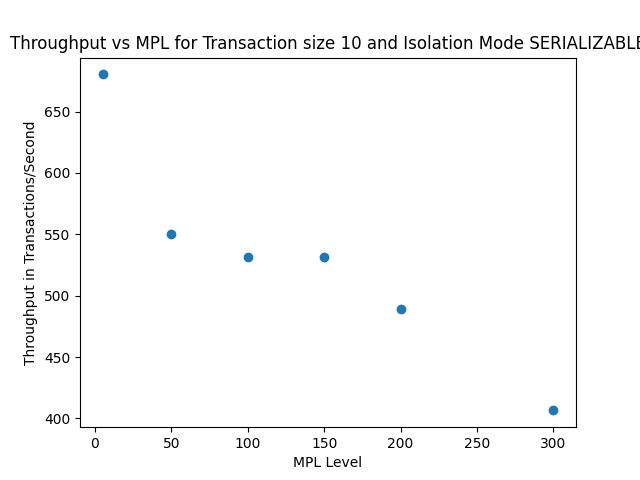 Throughput vs MPL for Transaction size 10 and Isolation Mode SERIALIZABLE
650
600
550
500
450
400
Throughput in Transactions/Second
0 50 100 150 200 250 300
MPL Level